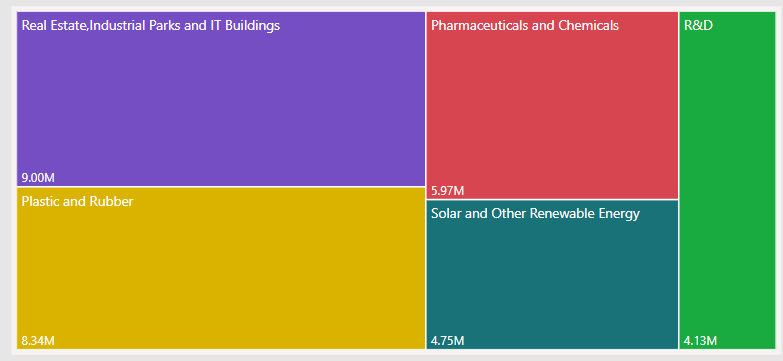 Real Estate,Industrial Parks and IT Buildings
9.00M
Plastic and Rubber
8.34M
Pharmaceuticals and Chemicals
5.97M
Solar and Other Renewable Energy
4.75M
R&D
4.13M